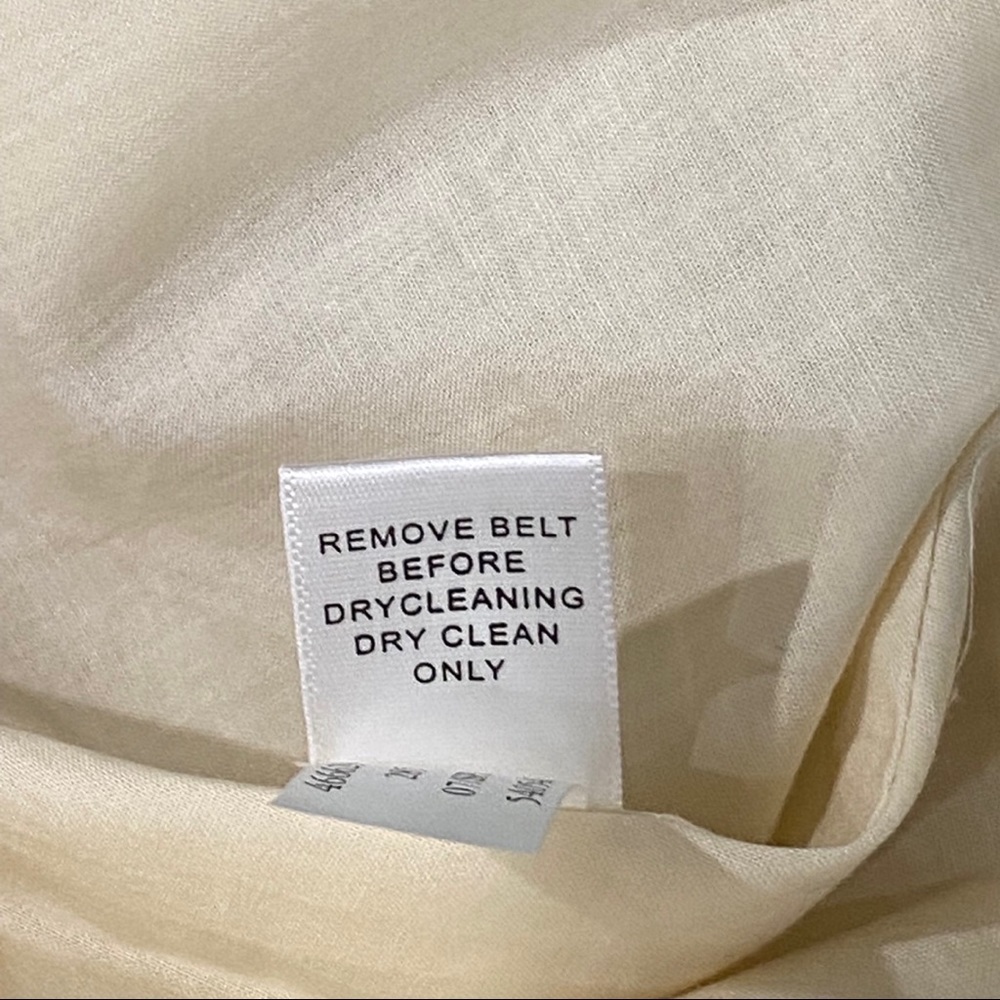 REMOVE BELT
BEFORE
DRYCLEANING
DRY CLEAN
ONLY